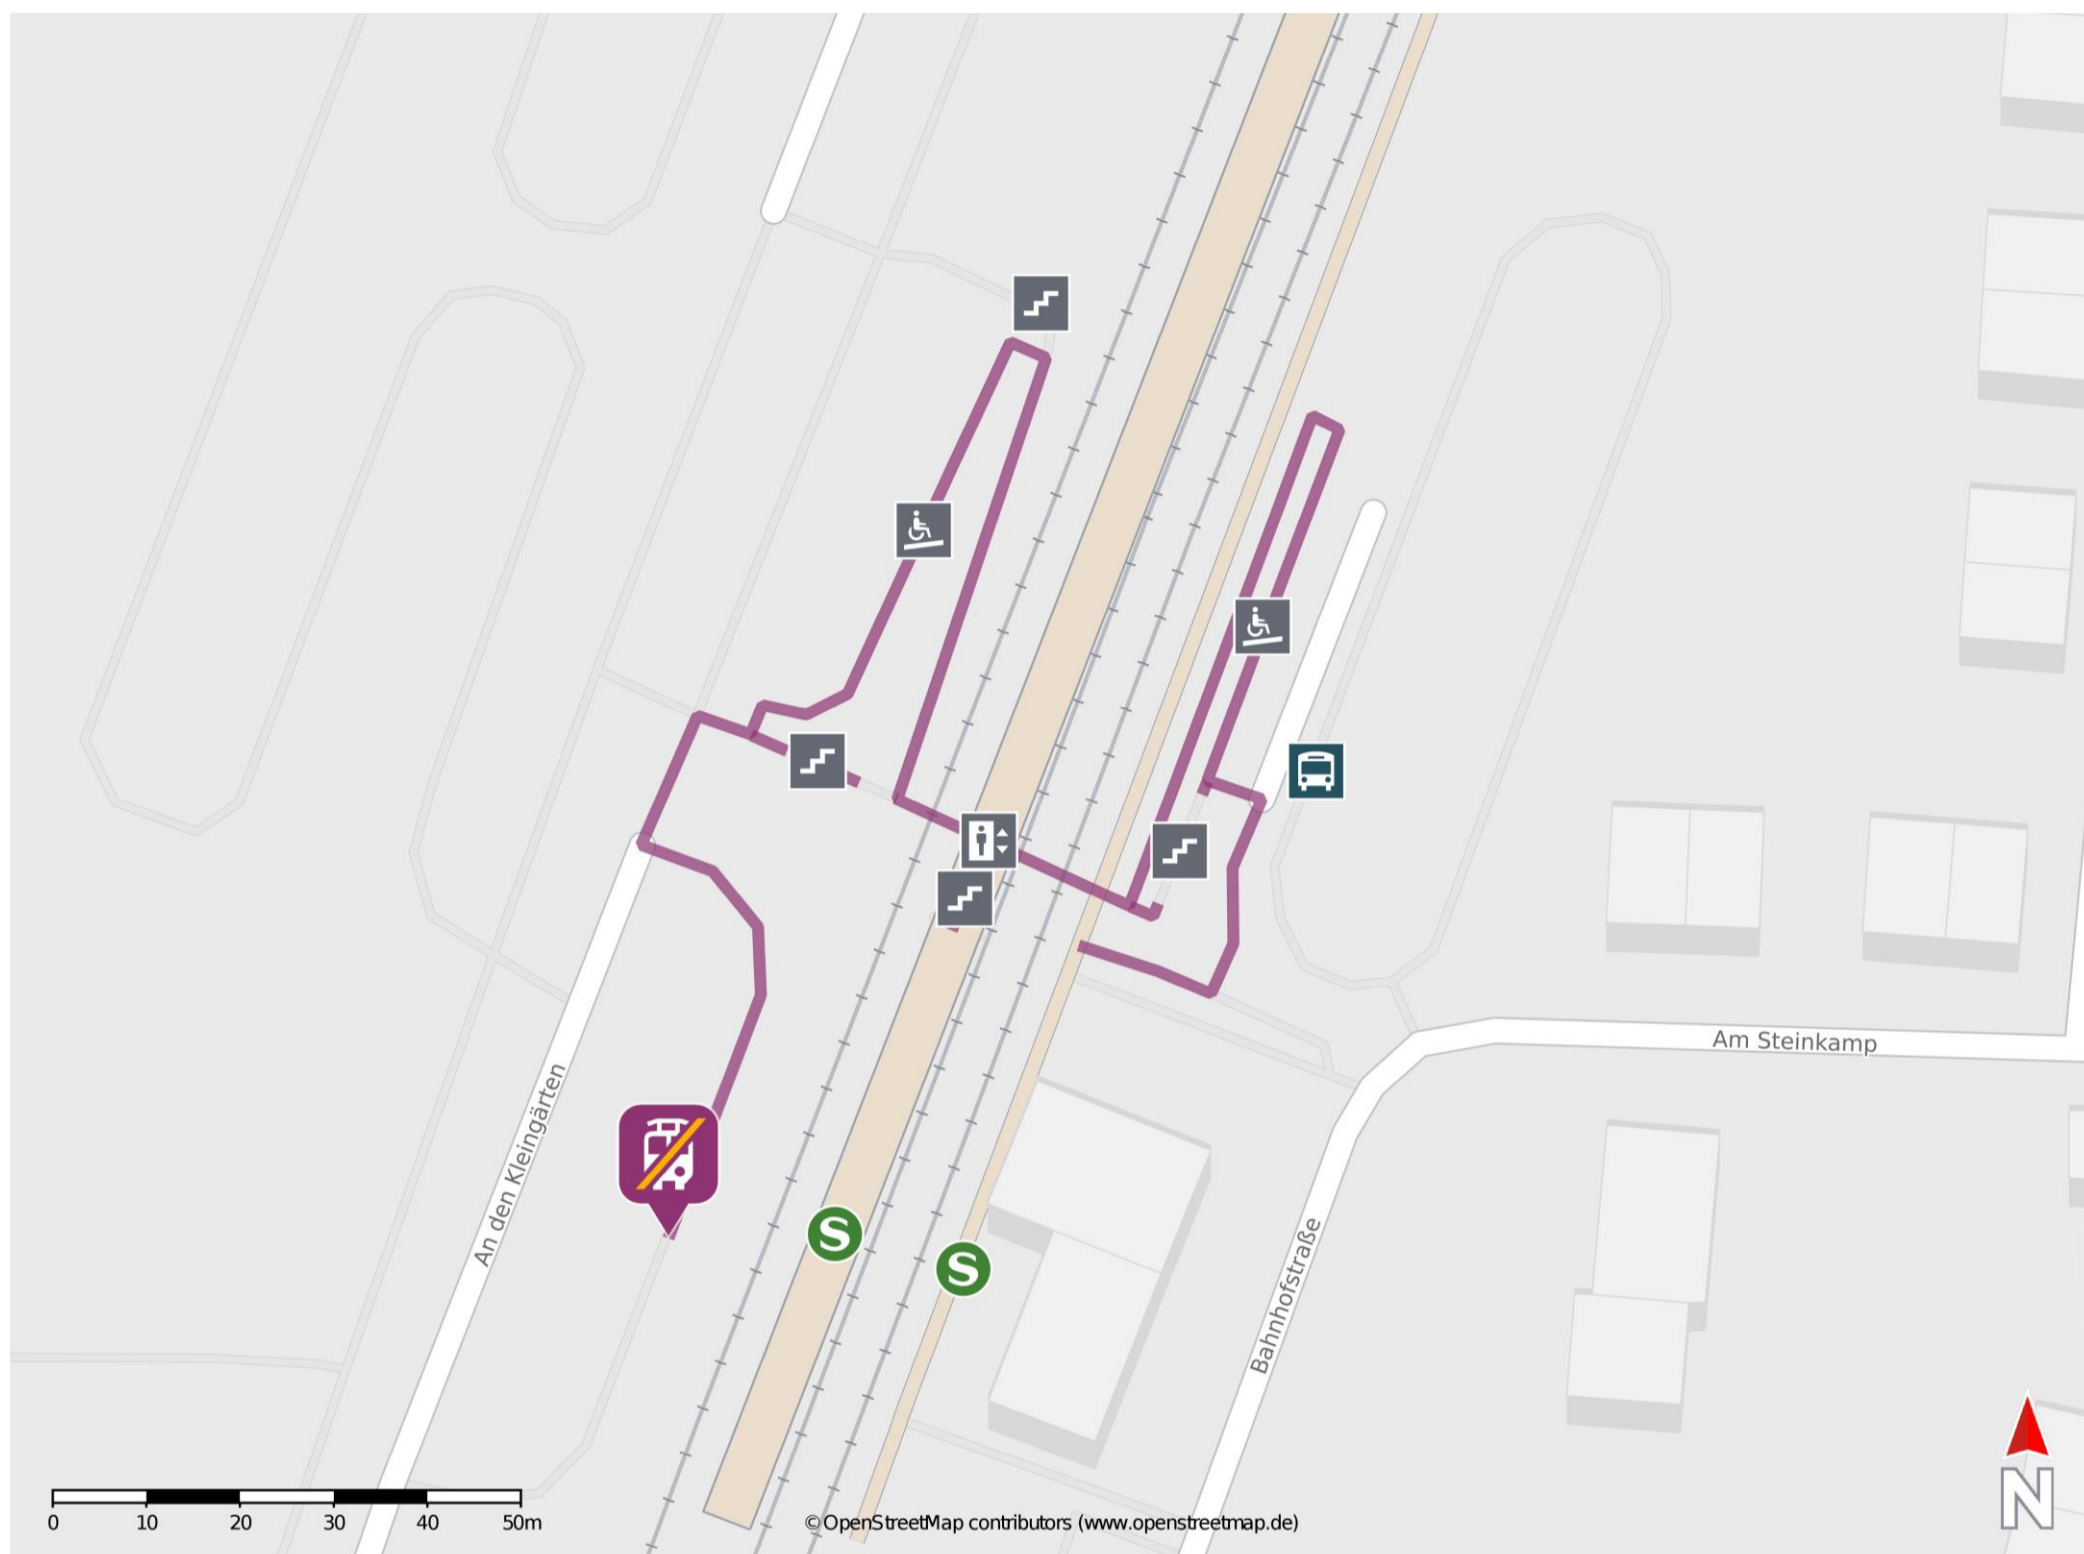 Am Steinkamp
An den Kleingärten
S
S
Bahnhofstraße
N
0 10 20 30 40 50m
© OpenStreetMap contributors (www.openstreetmap.de)